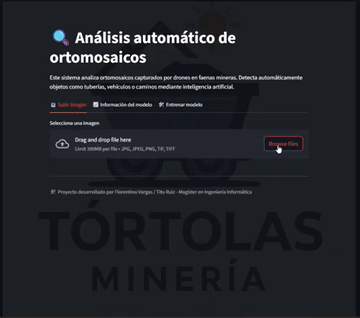 Análisis automático de
ortomosaicos
Este sistema analiza ortomosaicos capturados por drones en faenas mineras. Detecta automáticamente
objetos como tuberías, vehículos o caminos mediante inteligencia artificial.
Subir imagen Información del modelo Entrenar modelo
Selecciona una imagen
Drag and drop file here
Limit 200MB per file • JPG, JPEG, PNG, TIF, TIFF
Browse files
Proyecto desarrollado por Florentino Vargas / Tito Ruiz - Magíster en Ingeniería Informática
TÓRTOLAS
MINERÍA